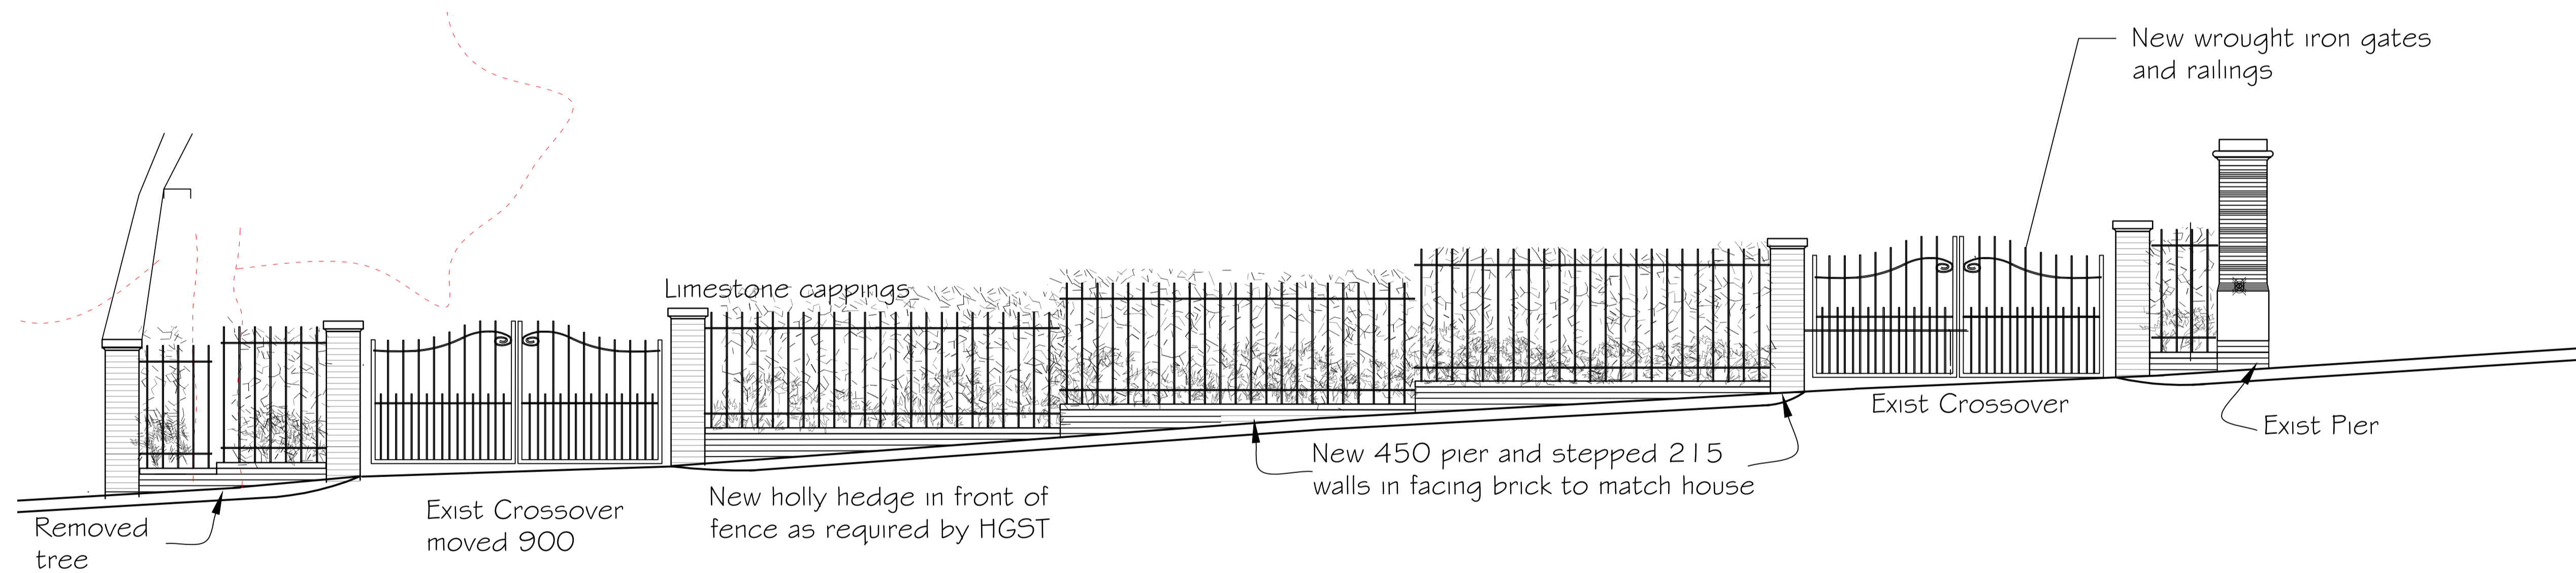 New wrought iron gates
and railings
Limestone cappings
Exist Crossover
Exist Pier
New 450 pier and stepped 215
walls in facing brick to match house
New holly hedge in front of
fence as required by HGST
Exist Crossover
moved 900
Removed
tree